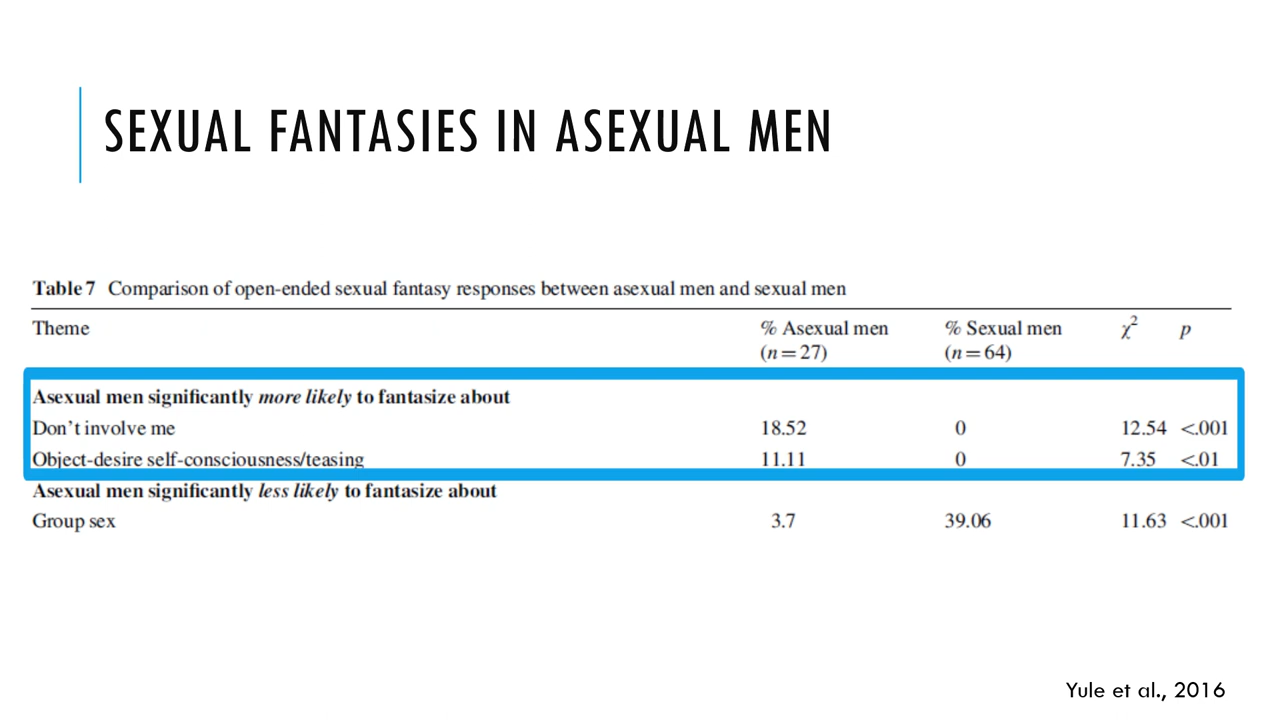 SEXUAL FANTASIES IN ASEXUAL MEN
Table 7 Comparison of open-ended sexual fantasy responses between asexual men and sexual men
Theme % Asexual men (n = 27) % Sexual men (n = 64) χ² p
Asexual men significantly more likely to fantasize about
Don't involve me 18.52 0 12.54 <.001
Object-desire self-consciousness/teasing 11.11 0 7.35 <.01
Asexual men significantly less likely to fantasize about
Group sex 3.7 39.06 11.63 <.001
Yule et al., 2016